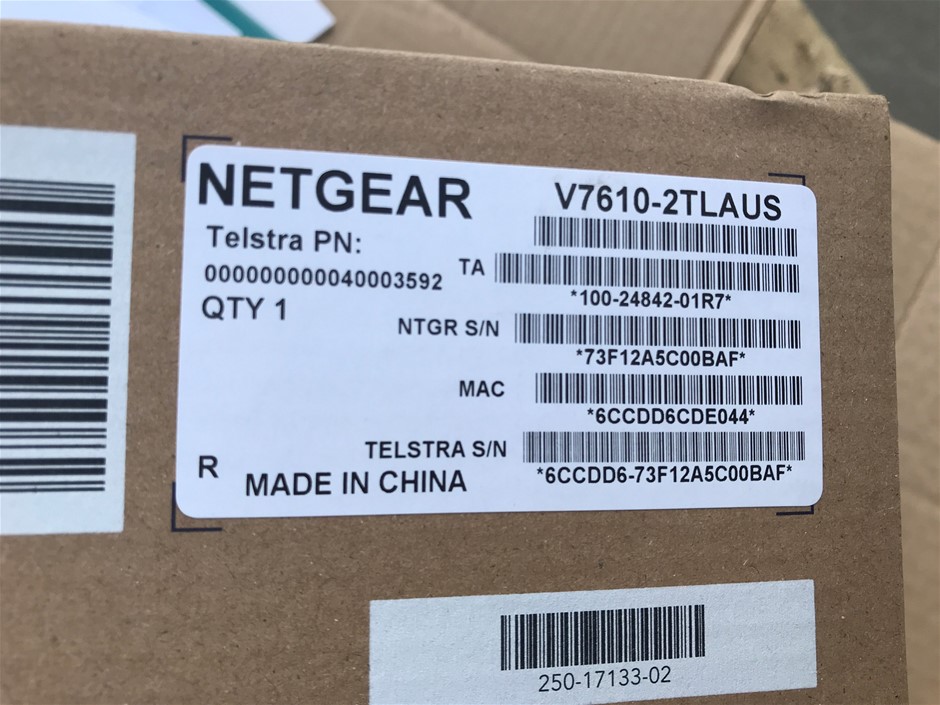 NETGEAR
V7610-2TLAUS
Telstra PN:
000000000040003592
TA
*100-24842-01R7*
QTY 1
NTGR S/N
*73F12A5C00BAF*
MAC
*6CCDD6CDE044*
TELSTRA S/N
*6CCDD6-73F12A5C00BAF*
R
MADE IN CHINA
250-17133-02